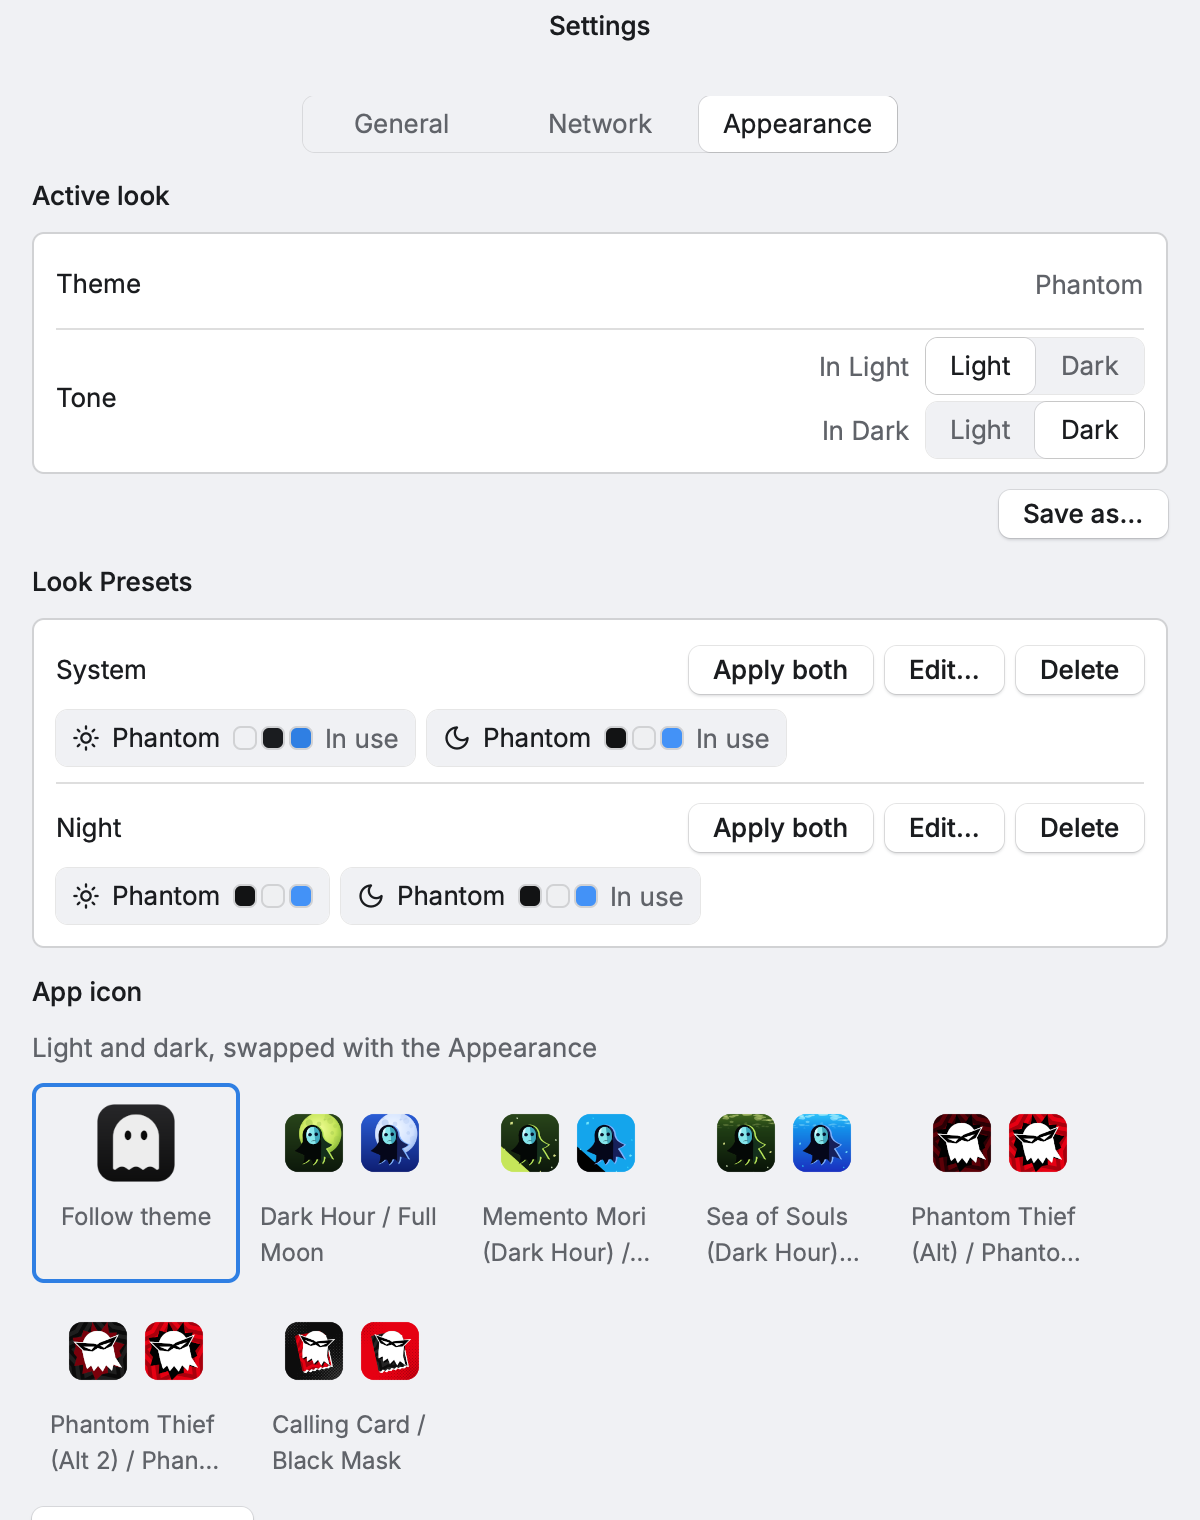 Settings
General Network Appearance
Active look
Theme Phantom
In Light Light Dark
Tone
In Dark Light Dark
Save as...
Look Presets
System Apply both Edit... Delete
Phantom In use Phantom In use
Night Apply both Edit... Delete
Phantom Phantom In use
App icon
Light and dark, swapped with the Appearance
Follow theme
Dark Hour / Full
Moon
Memento Mori
(Dark Hour) /...
Sea of Souls
(Dark Hour)...
Phantom Thief
(Alt) / Phanto...
Phantom Thief
(Alt 2) / Phan...
Calling Card /
Black Mask